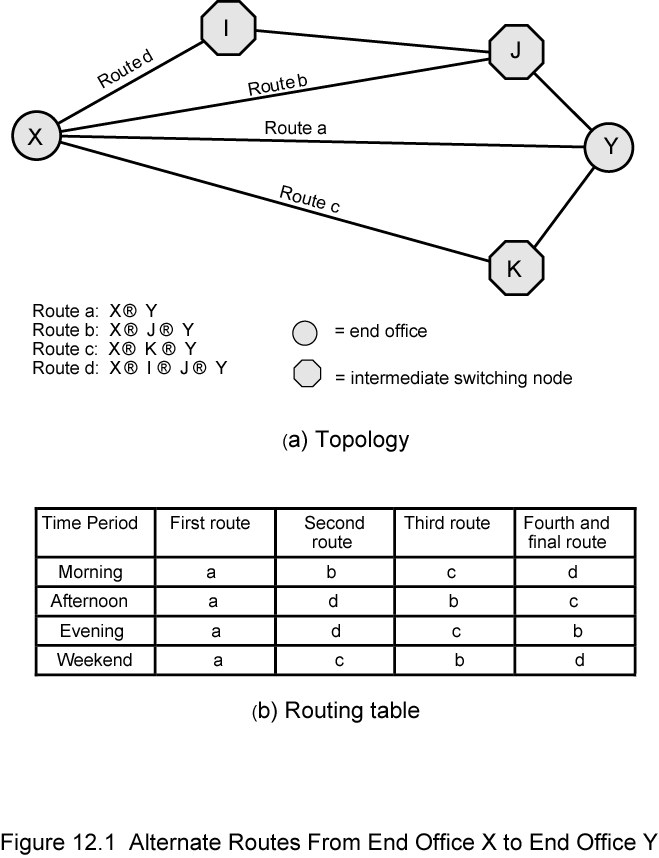 I
J
Route d
Route b
X
Route a
Y
Route c
K
Route a: X® Y
Route b: X® J® Y
Route c: X® K® Y
Route d: X® I® J® Y
= end office
= intermediate switching node
(a) Topology
Time Period First route Second route Third route Fourth and final route
Morning a b c d
Afternoon a d b c
Evening a d c b
Weekend a c b d
(b) Routing table
Figure 12.1 Alternate Routes From End Office X to End Office Y